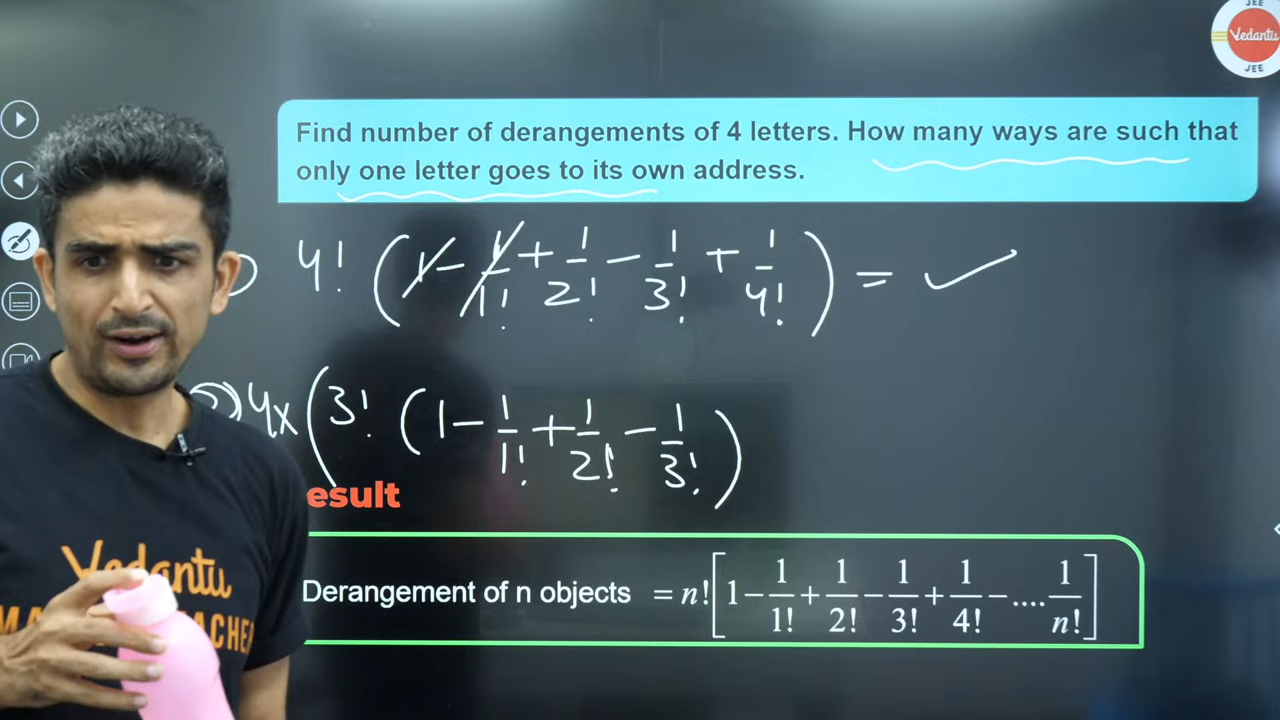 JEE
Vedantu
JEE
Find number of derangements of 4 letters. How many ways are such that
only one letter goes to its own address.
4! (1 - 1/1! + 1/2! - 1/3! + 1/4!) = ✓
4x (3! (1 - 1/1! + 1/2! - 1/3!)
esult
Derangement of n objects = n! [1 - 1/1! + 1/2! - 1/3! + 1/4! - .... 1/n!]
Vedantu